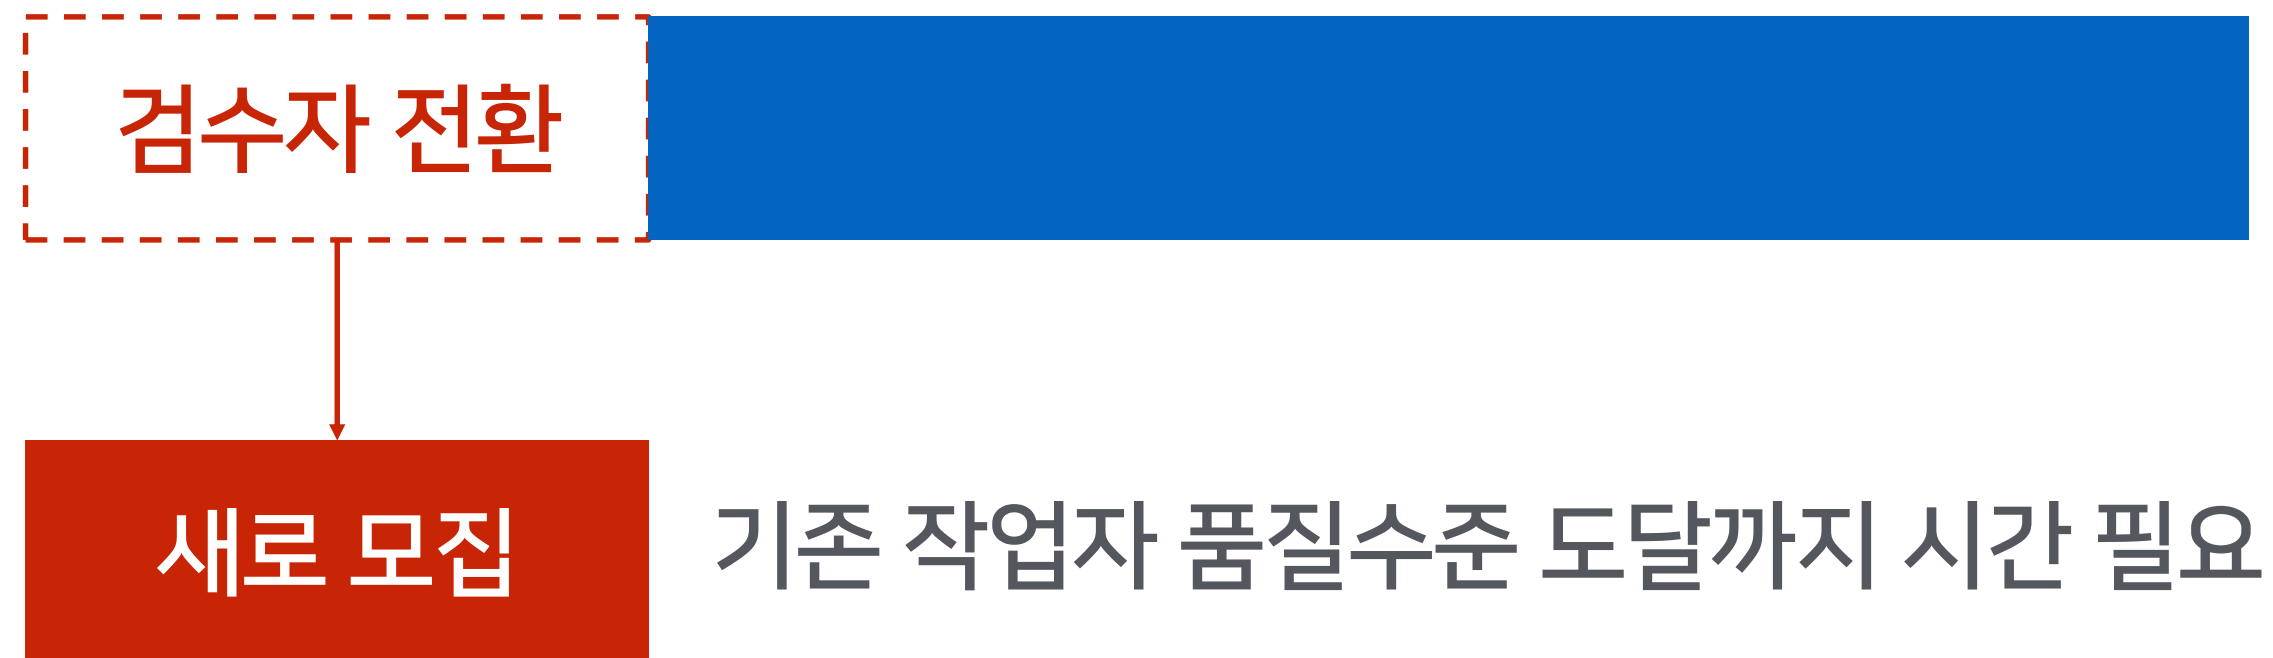 검수자 전환
새로 모집
기존 작업자 품질수준 도달까지 시간 필요